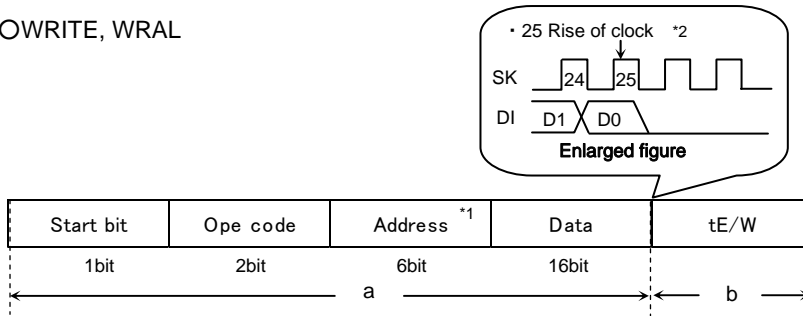 ○WRITE, WRAL
・25 Rise of clock *2
SK 24 25
DI D1 D0
Enlarged figure
Start bit Ope code Address *1 Data tE/W
1bit 2bit 6bit 16bit
a b